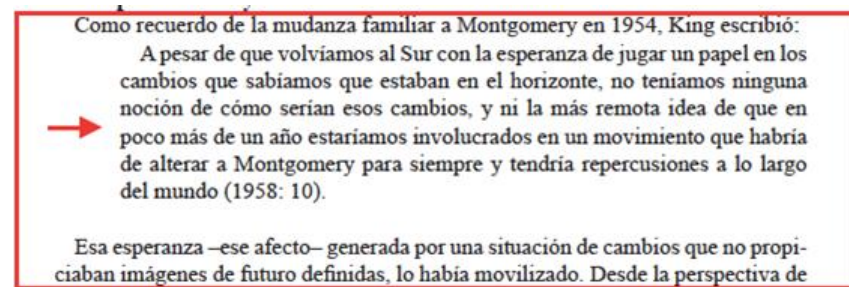 Como recuerdo de la mudanza familiar a Montgomery en 1954, King escribió:
A pesar de que volvíamos al Sur con la esperanza de jugar un papel en los
cambios que sabíamos que estaban en el horizonte, no teníamos ninguna
noción de cómo serían esos cambios, y ni la más remota idea de que en
poco más de un año estaríamos involucrados en un movimiento que habría
de alterar a Montgomery para siempre y tendría repercusiones a lo largo
del mundo (1958: 10).
Esa esperanza –ese afecto– generada por una situación de cambios que no propi-
ciaban imágenes de futuro definidas, lo había movilizado. Desde la perspectiva de